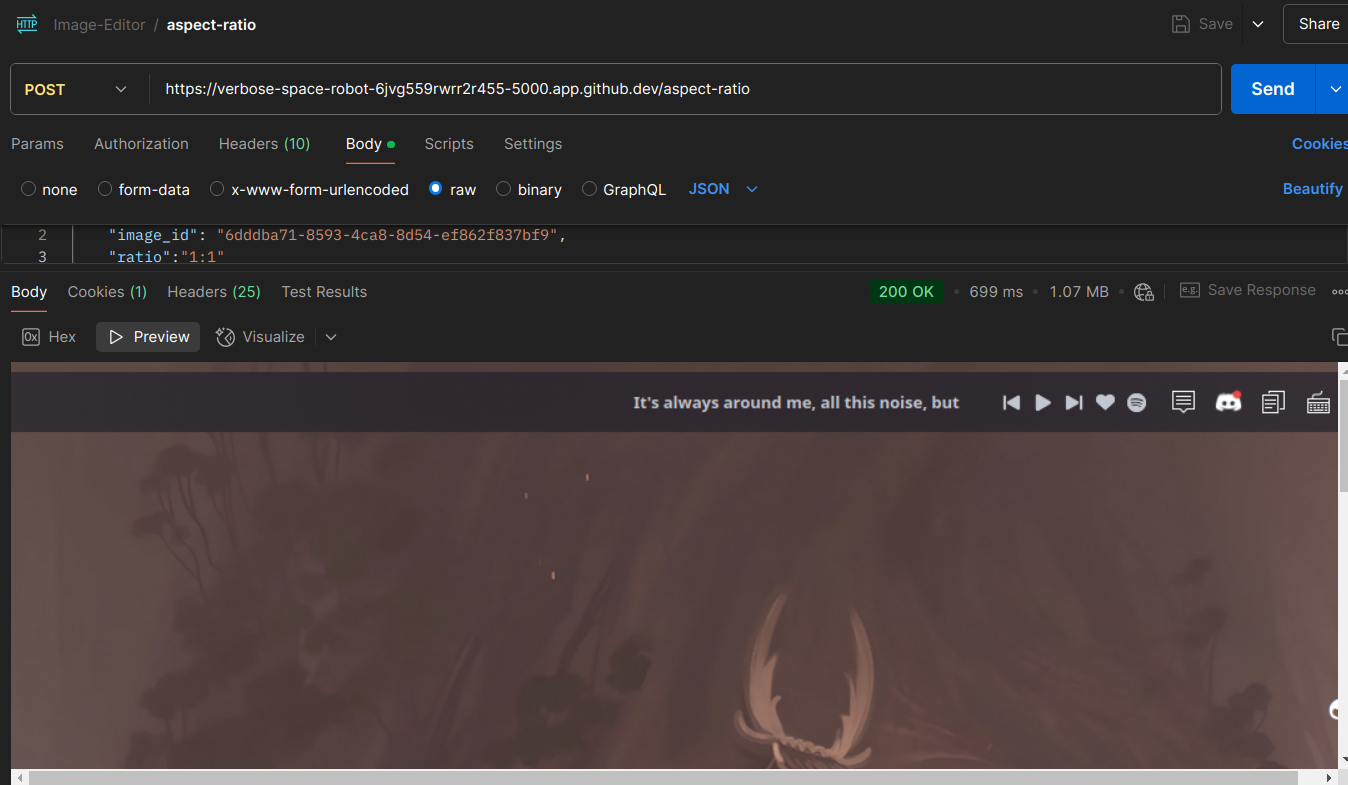 HTTP Image-Editor / aspect-ratio Save Share
POST https://verbose-space-robot-6jvg559rwrr2r455-5000.app.github.dev/aspect-ratio Send
Params Authorization Headers (10) Body Scripts Settings Cookies
none form-data x-www-form-urlencoded raw binary GraphQL JSON Beautify
2 "image_id": "6dddba71-8593-4ca8-8d54-ef862f837bf9",
3 "ratio":"1:1"
Body Cookies (1) Headers (25) Test Results 200 OK 699 ms 1.07 MB e.g. Save Response
0x Hex Preview Visualize
It's always around me, all this noise, but